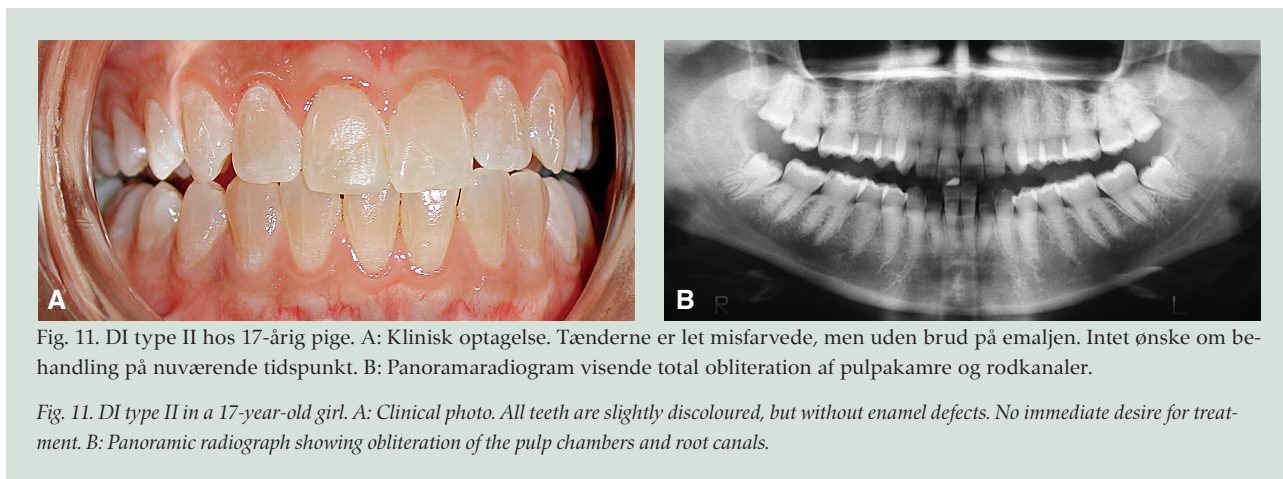 A
B
R
L
Fig. 11. DI type II hos 17-årig pige. A: Klinisk optagelse. Tænderne er let misfarvede, men uden brud på emaljen. Intet ønske om be-
handling på nuværende tidspunkt. B: Panoramaradiogram visende total obliteration af pulpakamre og rodkanaler.
Fig. 11. DI type II in a 17-year-old girl. A: Clinical photo. All teeth are slightly discoloured, but without enamel defects. No immediate desire for treat-
ment. B: Panoramic radiograph showing obliteration of the pulp chambers and root canals.